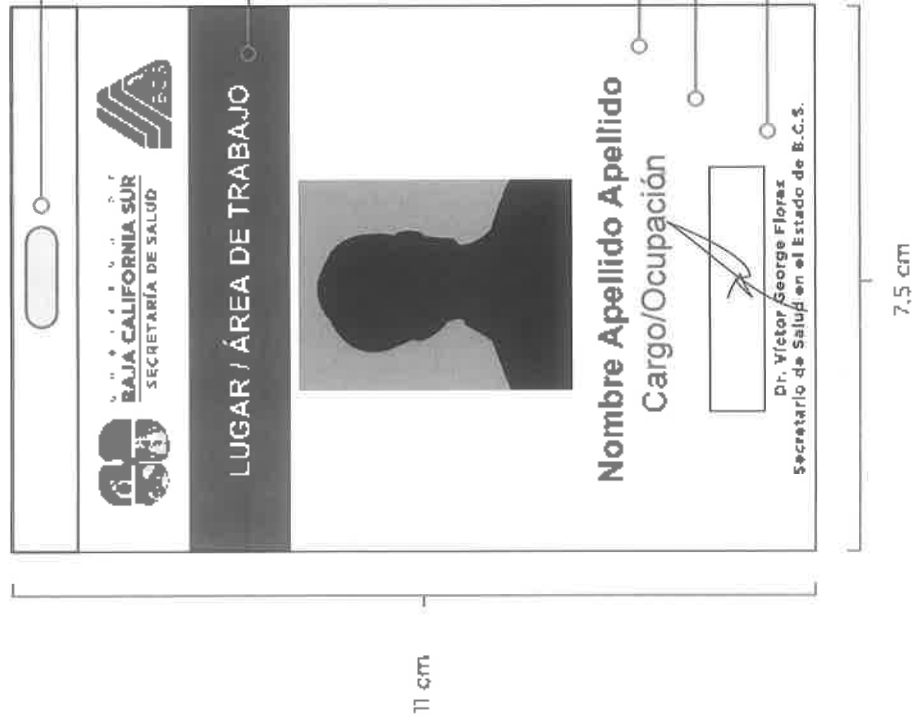 BAJA CALIFORNIA SUR
SECRETARÍA DE SALUD
BCS
LUGAR / ÁREA DE TRABAJO
Nombre Apellido Apellido
Cargo/Ocupación
Dr. Víctor George Flores
Secretario de Salud en el Estado de B.C.S.
11 cm
7,5 cm